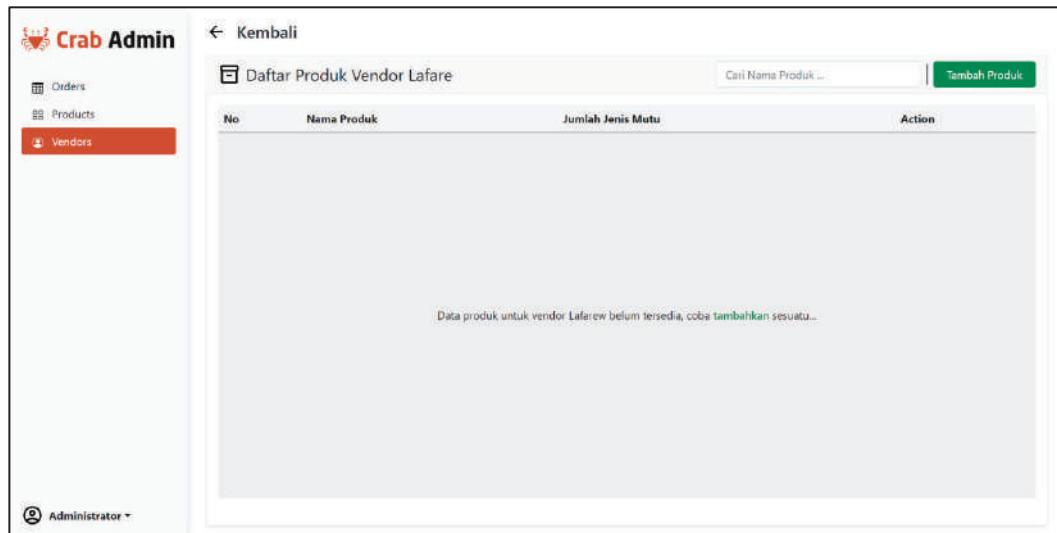 Crab Admin
Orders
Products
Vendors
Administrator
Kembali
Daftar Produk Vendor Lafare
Cari Nama Produk ...
Tambah Produk
No Nama Produk Jumlah Jenis Mutu Action
Data produk untuk vendor Lafarew belum tersedia, coba tambahkan sesuatu...